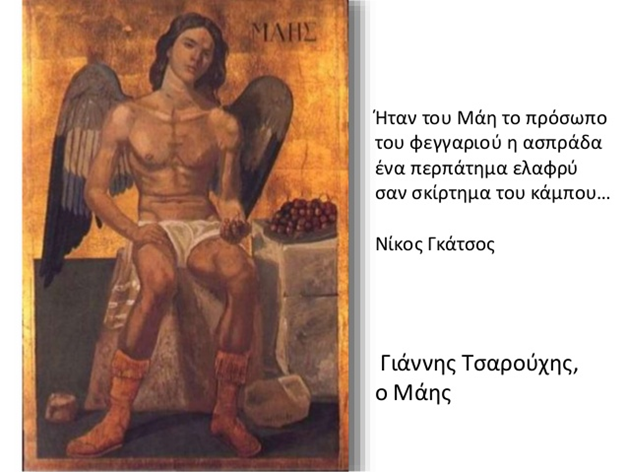 ΜΑΗΣ
Ήταν του Μάη το πρόσωπο
του φεγγαριού η ασπράδα
ένα περπάτημα ελαφρύ
σαν σκίρτημα του κάμπου...
Νίκος Γκάτσος
Γιάννης Τσαρούχης,
ο Μάης